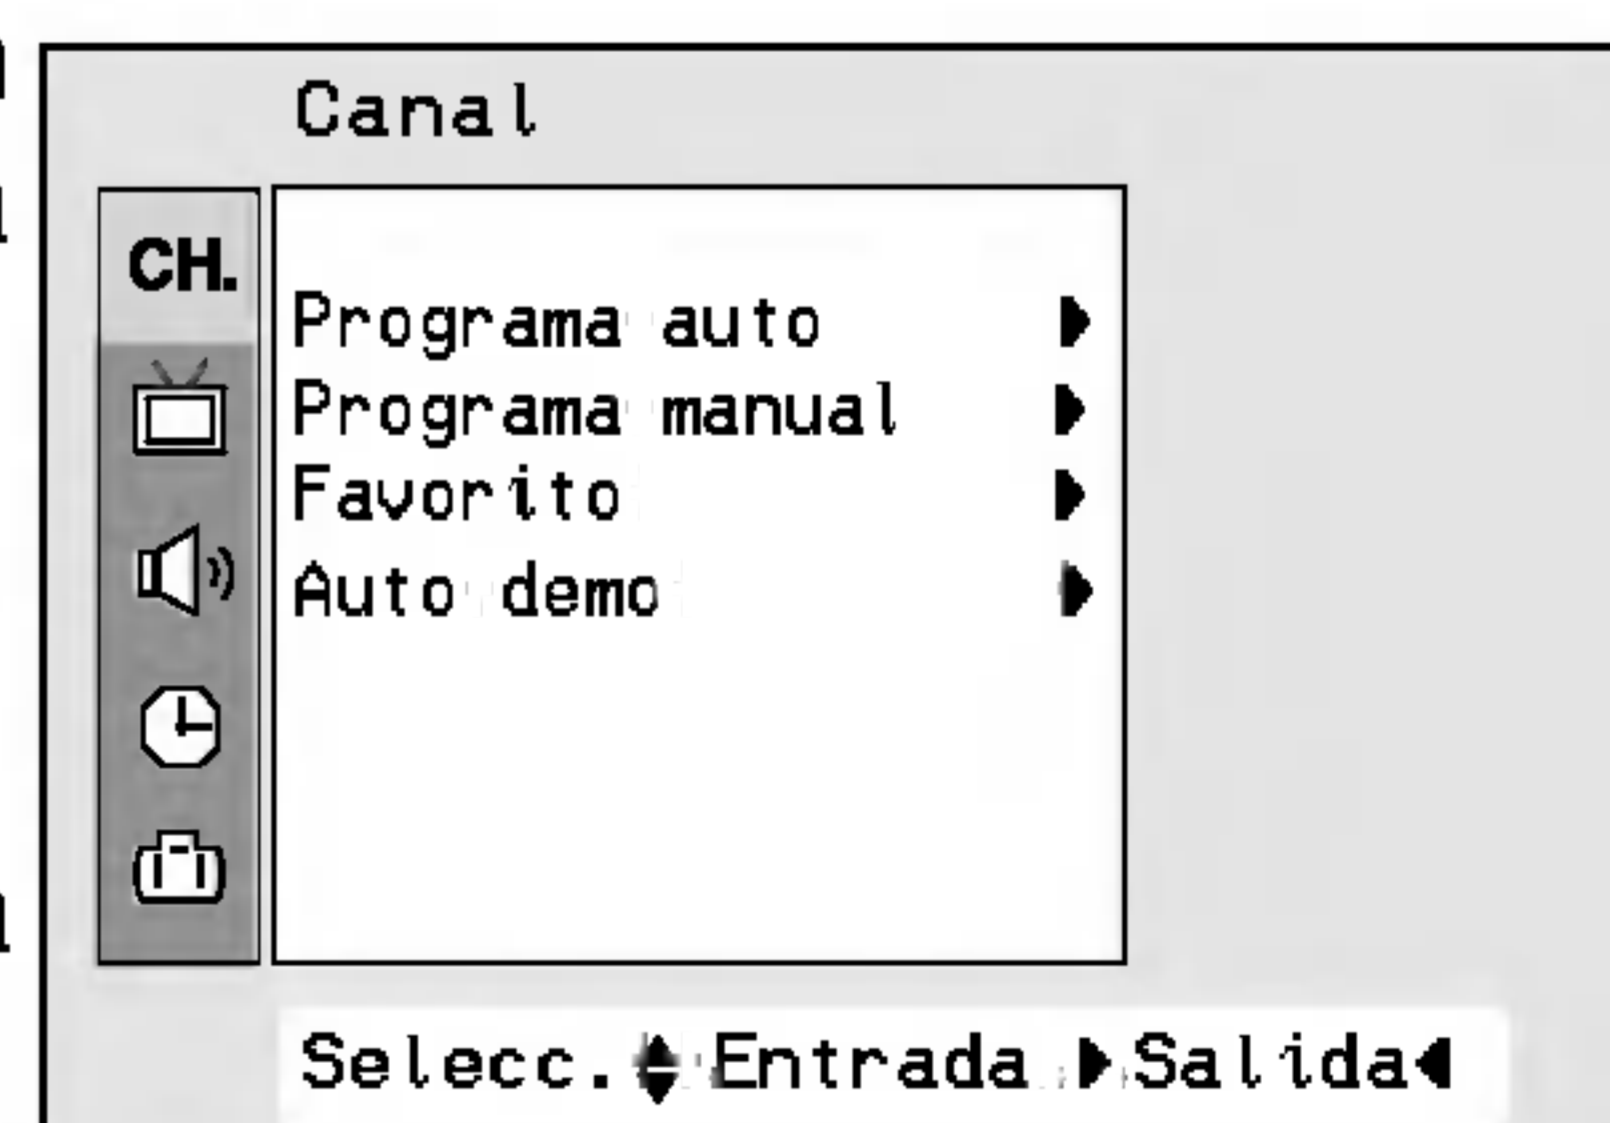 Canal
CH.
Programa auto
Programa manual
Favorito
Auto demo
Selecc. Entrada Salida